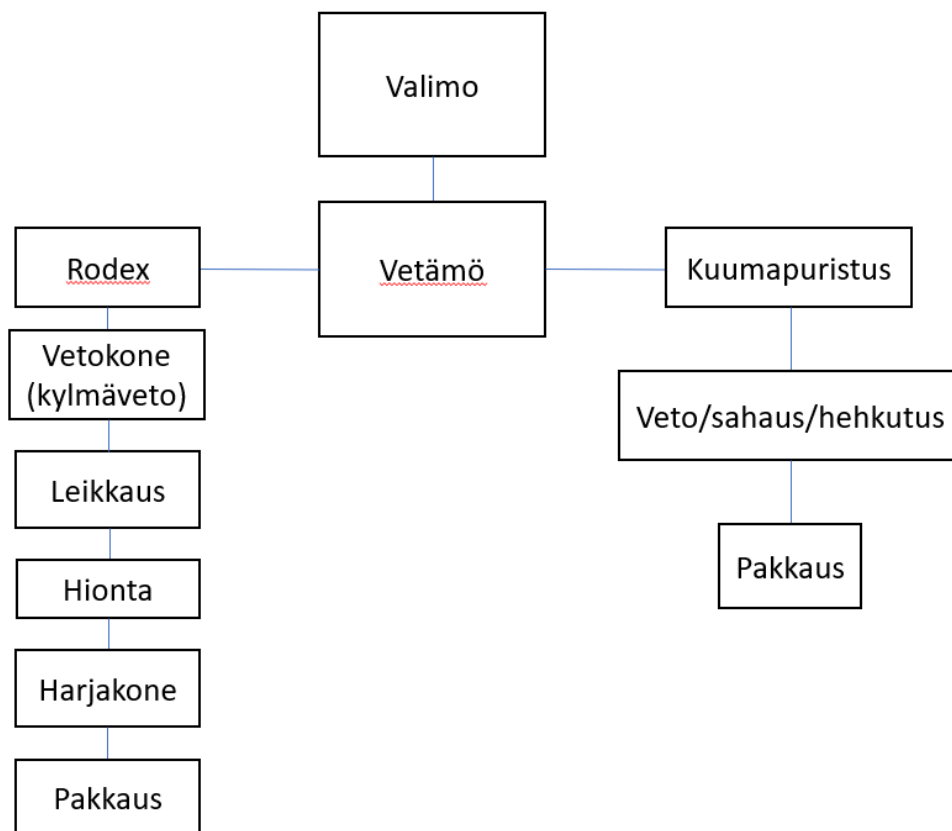 Valimo
Vetämö
Rodex
Vetokone
(kylmäveto)
Leikkaus
Hionta
Harjakone
Pakkaus
Kuumapuristus
Veto/sahaus/hehkutus
Pakkaus